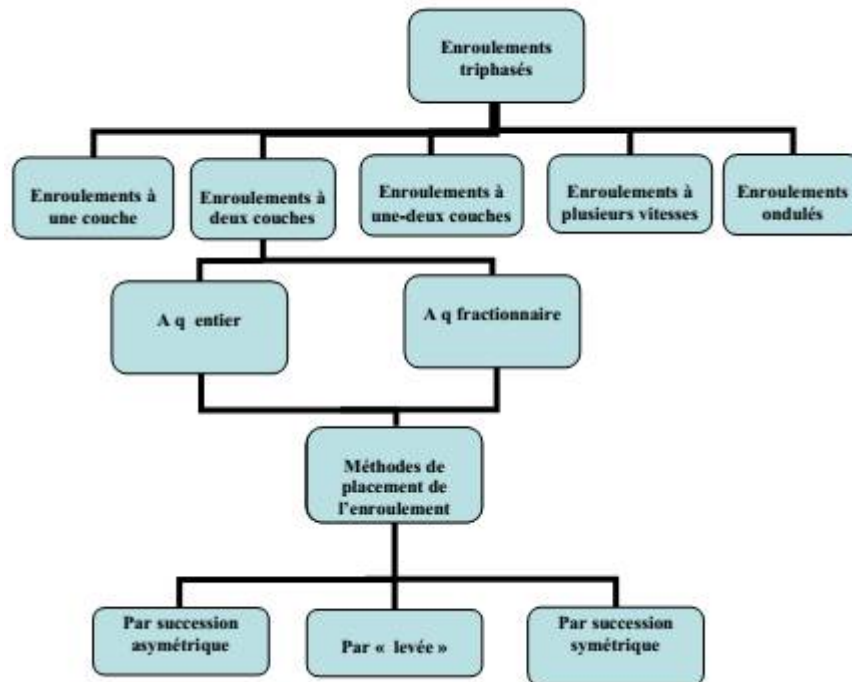 Enroulements
triphasés
Enroulements à
une couche
Enroulements à
deux couches
Enroulements à
une-deux couches
Enroulements à
plusieurs vitesses
Enroulements
ondulés
A q entier
A q fractionnaire
Méthodes de
placement de
l'enroulement
Par succession
asymétrique
Par « levée »
Par succession
symétrique